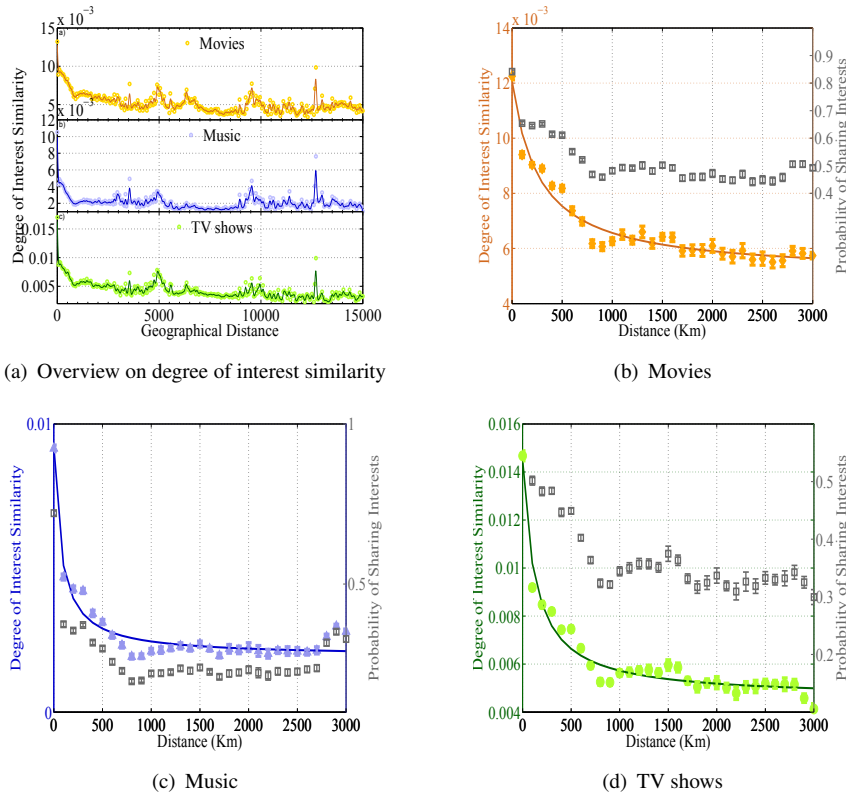 15 x 10⁻³
a)
Movies
10
5
x 10⁻³
12
b)
Music
10
8
6
4
2
c)
TV shows
0.015
0.010
0.005
0
5000
10000
15000
Degree of Interest Similarity
Geographical Distance
(a) Overview on degree of interest similarity
14 x 10⁻³
12
10
8
6
4
0.9
0.8
0.7
0.6
0.5
0.4
0
500
1000
1500
2000
2500
3000
Degree of Interest Similarity
Probability of Sharing Interests
Distance (Km)
(b) Movies
0.01
0
1
0.5
0
500
1000
1500
2000
2500
3000
Degree of Interest Similarity
Probability of Sharing Interests
Distance (Km)
(c) Music
0.016
0.014
0.012
0.01
0.008
0.006
0.004
0.5
0.35
0.3
0.15
0
500
1000
1500
2000
2500
3000
Degree of Interest Similarity
Probability of Sharing Interests
Distance (Km)
(d) TV shows